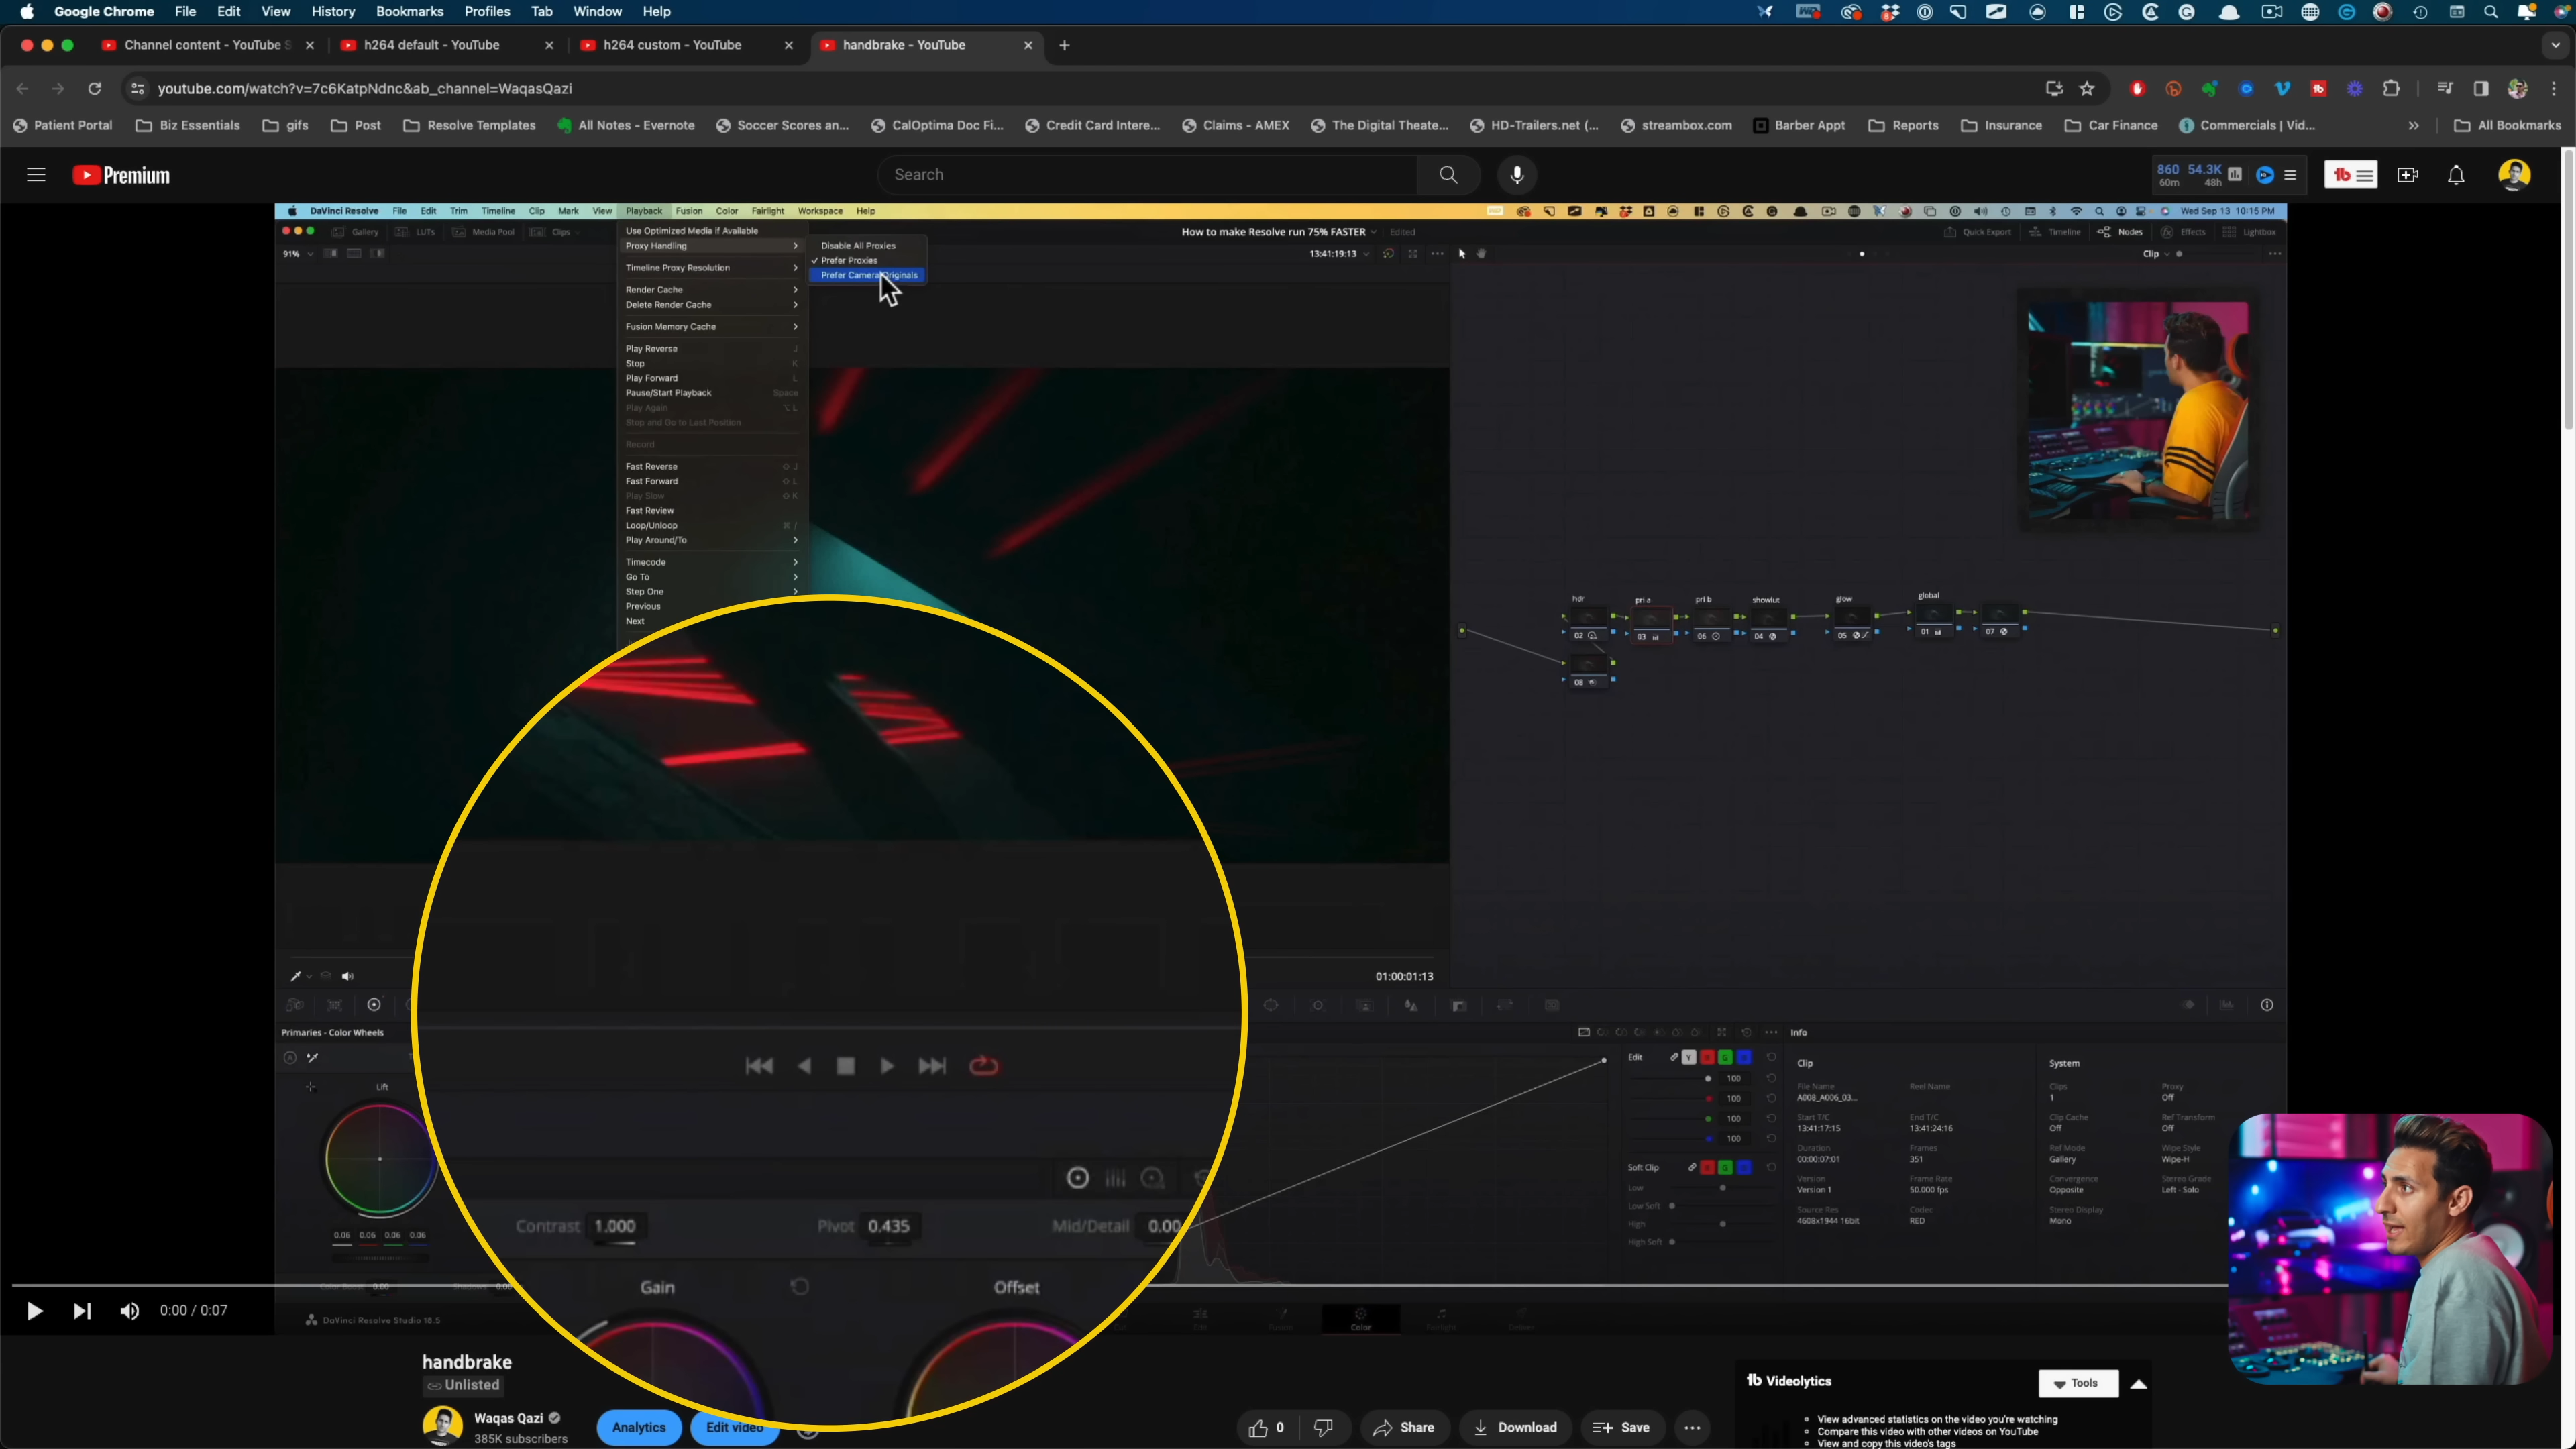 Google Chrome File Edit View History Bookmarks Profiles Tab Window Help
Channel content - YouTube S
h264 default - YouTube
h264 custom - YouTube
handbrake - YouTube
youtube.com/watch?v=7c6KatpNdnc&ab_channel=WaqasQazi
Patient Portal Biz Essentials gifs Post Resolve Templates All Notes - Evernote Soccer Scores an... CalOptima Doc Fi... Credit Card Intere... Claims - AMEX The Digital Theate... HD-Trailers.net (... streambox.com Barber Appt Reports Insurance Car Finance Commercials | Vid... » All Bookmarks
Premium
Search
860 54.3K
60m 48h
DaVinci Resolve File Edit Trim Timeline Clip Mark View Playback Fusion Color Fairlight Workspace Help
Wed Sep 13 10:15 PM
Gallery LUTs Media Pool Clips
How to make Resolve run 75% FASTER Edited
Quick Export Timeline Nodes Effects Lightbox
91%
13:41:19:13
Clip
Use Optimized Media if Available
Proxy Handling
Timeline Proxy Resolution
Render Cache
Delete Render Cache
Fusion Memory Cache
Play Reverse J
Stop K
Play Forward L
Pause/Start Playback Space
Play Again ⌥ L
Stop and Go to Last Position
Record
Fast Reverse ⇧ J
Fast Forward ⇧ L
Play Slow ⇧ K
Fast Review
Loop/Unloop ⌘ /
Play Around/To
Timecode
Go To
Step One
Previous
Next
Disable All Proxies
✓ Prefer Proxies
Prefer Camera Originals
hdr pri a pri b showlut glow global
02 03 06 04 05 01 07
08
01:00:01:13
Primaries - Color Wheels
Lift
0.06 0.06 0.06 0.06
Contrast 1.000 Pivot 0.435 Mid/Detail 0.00
Gain Offset
Edit Y
100
100
100
100
Soft Clip
Low
Low Soft
High
High Soft
Info
Clip
File Name Reel Name
A008_A006_03...
Start T/C End T/C
13:41:17:15 13:41:24:16
Duration Frames
00:00:07:01 351
Version Frame Rate
Version 1 50.000 fps
Source Res Codec
4608x1944 16bit RED
System
Clips Proxy
1 Off
Clip Cache Ref Transform
Off Off
Ref Mode Wipe Style
Gallery Wipe-H
Convergence Stereo Grade
Opposite Left - Solo
Stereo Display
Mono
0:00 / 0:07
DaVinci Resolve Studio 18.5
Color
handbrake
Unlisted
Waqas Qazi
385K subscribers
Analytics
Edit video
0
Share
Download
Save
Videolytics
Tools
View advanced statistics on the video you're watching
Compare this video with other videos on YouTube
View and copy this video's tags